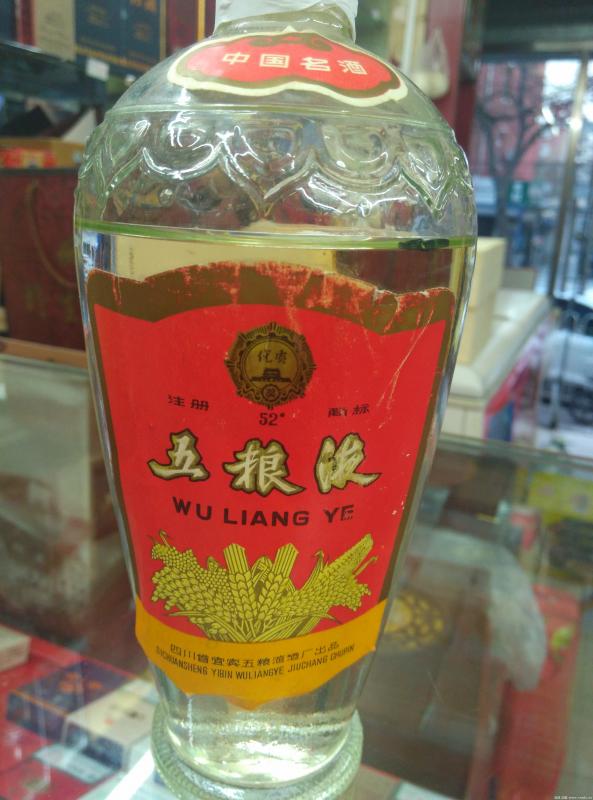 中国名酒
优质
注册 商标
52°
五粮液
WU LIANG YE
四川省宜宾五粮液酒厂出品
SICHUANSHENG YIBIN WULIANGYE JIUCHANG CHUPIN